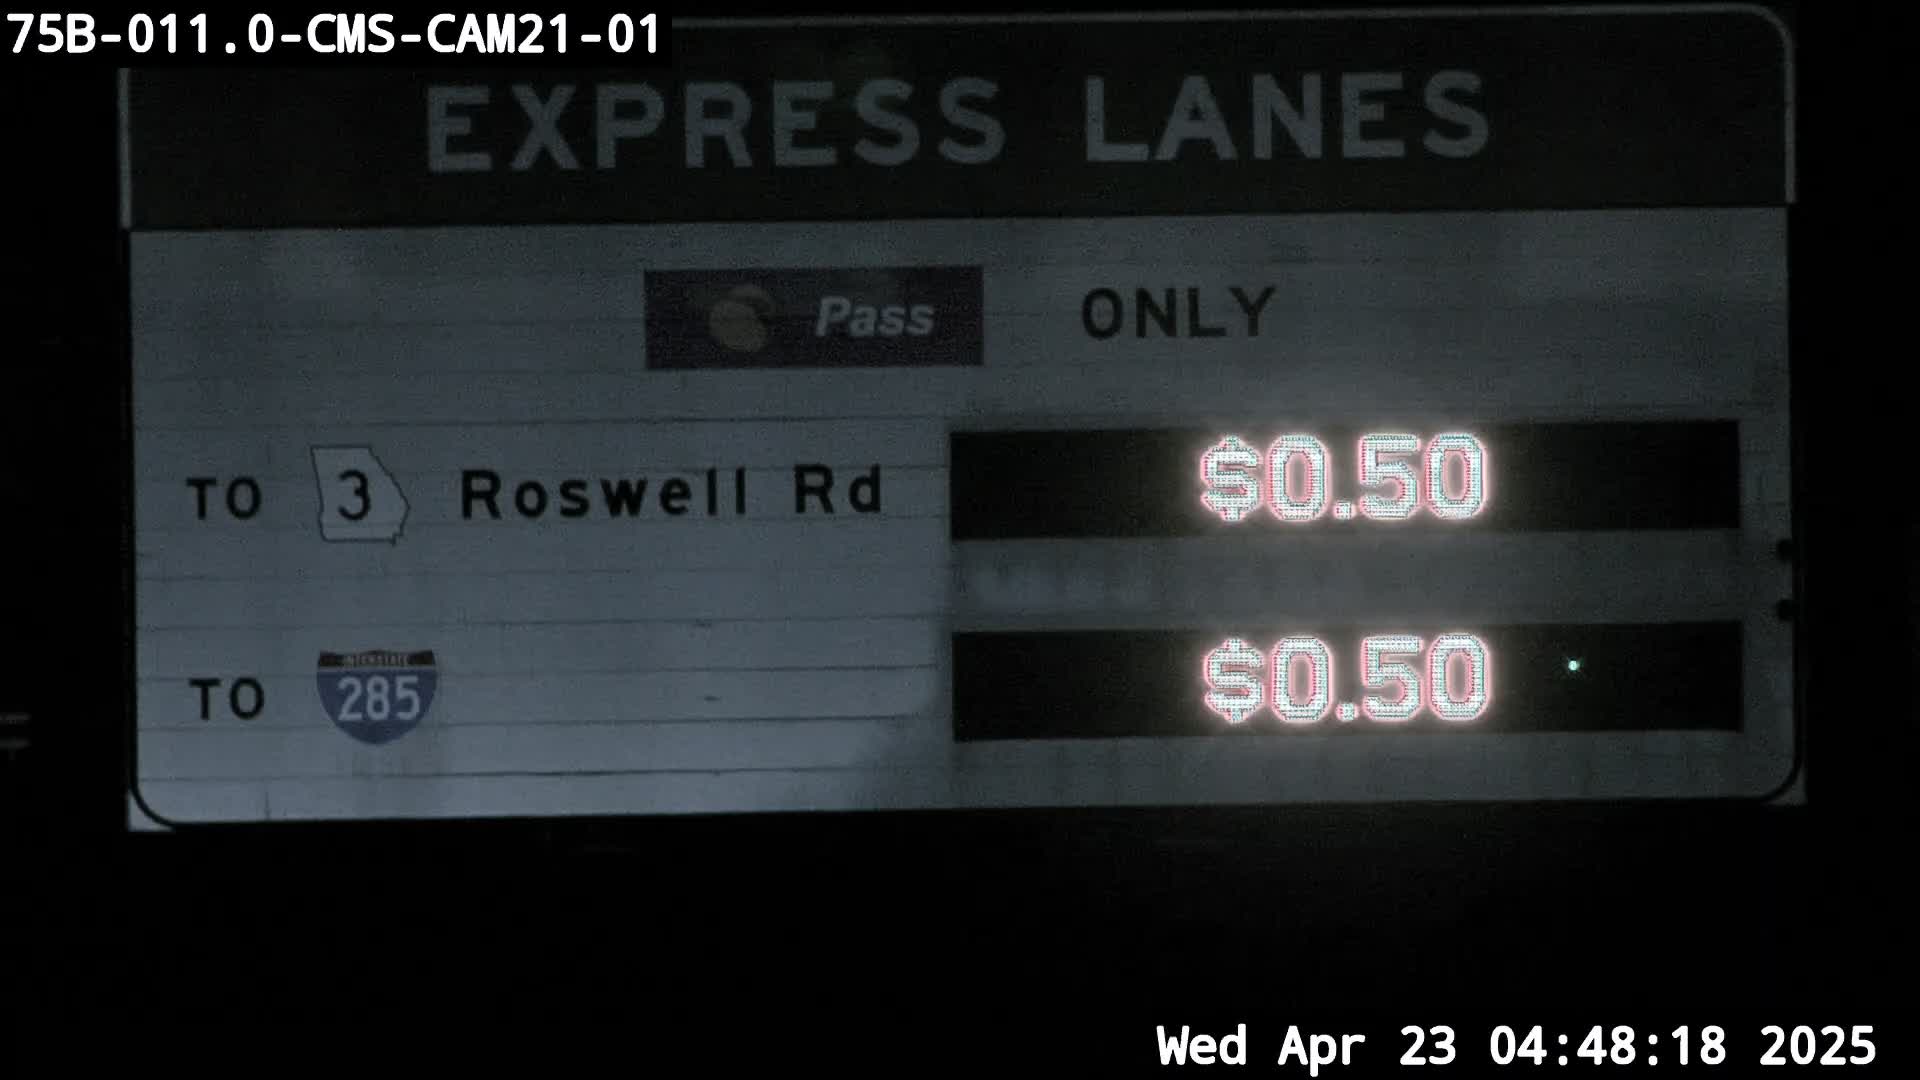 75B-011.0-CMS-CAM21-01
EXPRESS LANES
Pass ONLY
TO 3 Roswell Rd $0.50
INTERSTATE
TO 285 $0.50
Wed Apr 23 04:48:18 2025